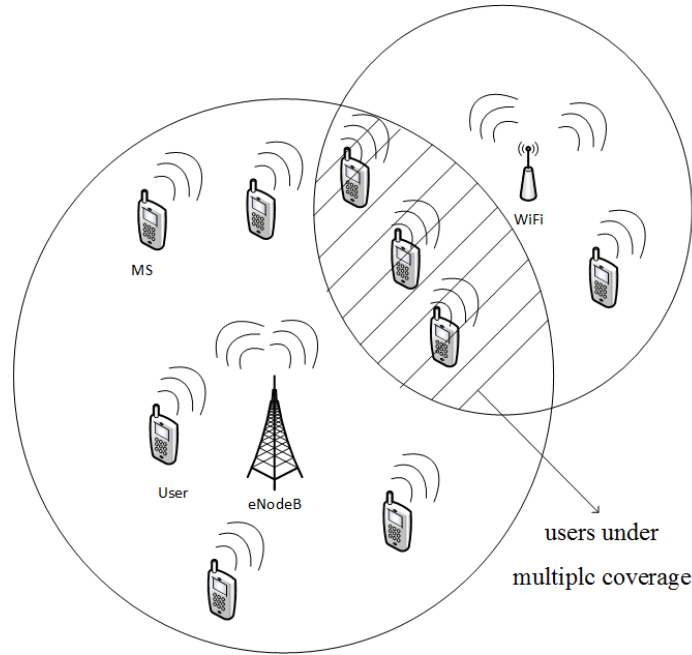 WiFi
MS
User
eNodeB
users under
multiplc coverage